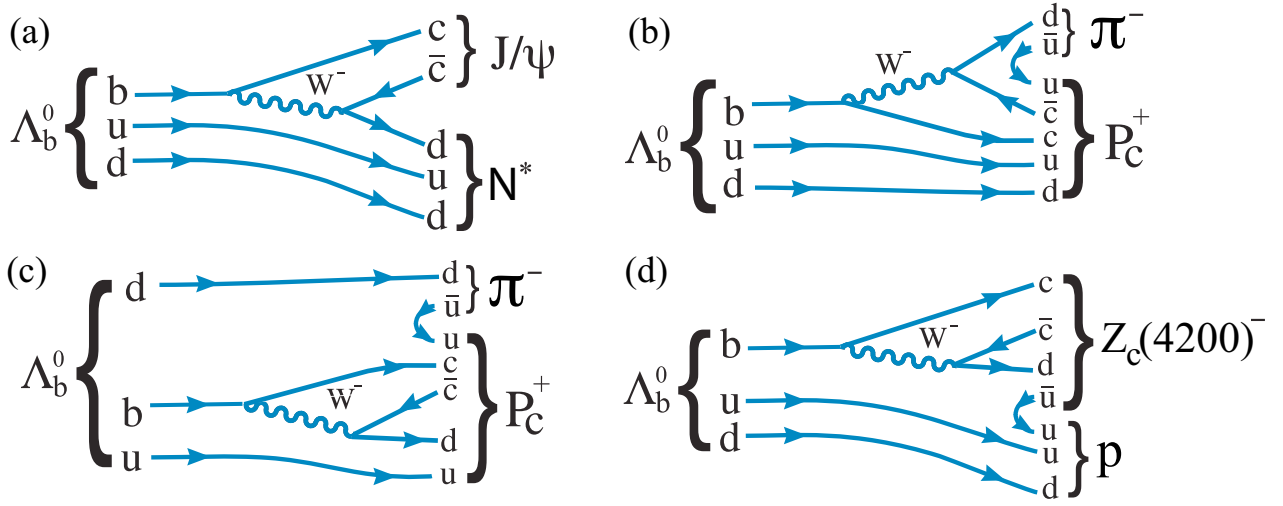 (a)
Λ_b^0
b
u
d
W^-
c
c̄
J/ψ
d
u
d
N*
(b)
Λ_b^0
b
u
d
W^-
d
ū
π^-
u
c̄
c
u
d
P_c^+
(c)
Λ_b^0
d
b
u
W^-
d
ū
π^-
u
c
c̄
d
u
P_c^+
(d)
Λ_b^0
b
u
d
W^-
c
c̄
d
ū
Z_c(4200)^-
u
u
d
p